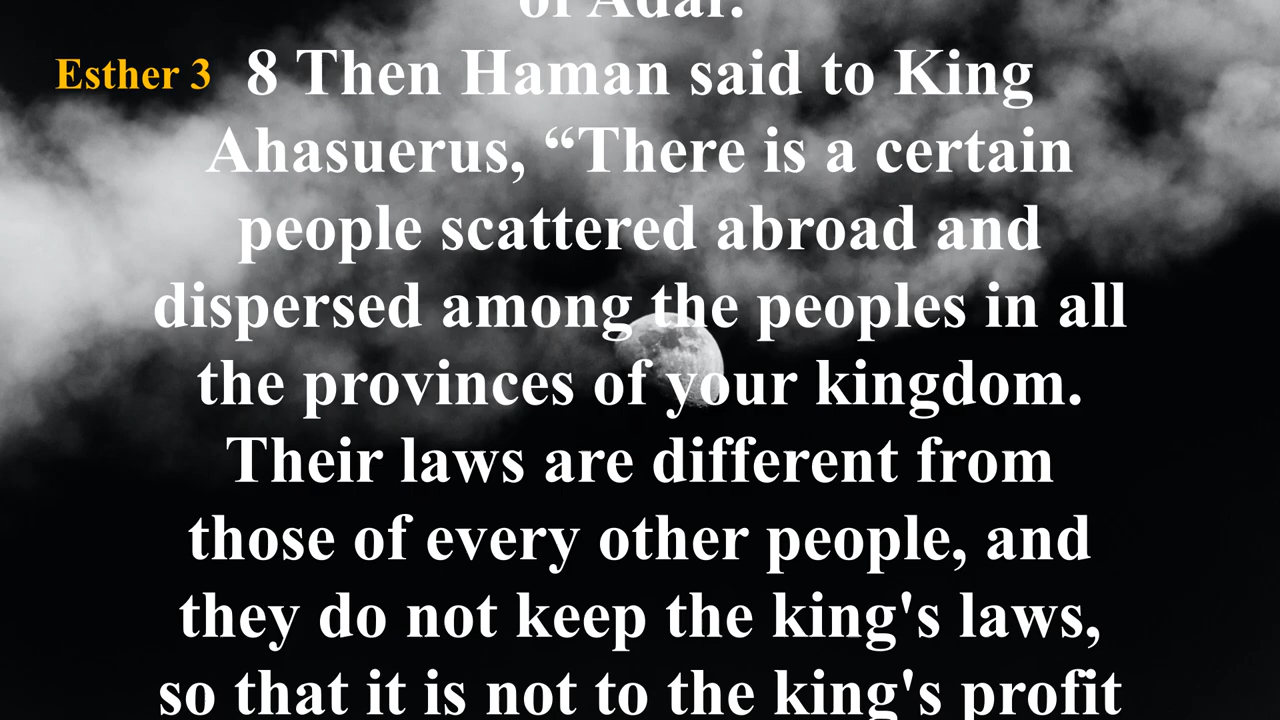 of Adar.
Esther 3
8 Then Haman said to King
Ahasuerus, “There is a certain
people scattered abroad and
dispersed among the peoples in all
the provinces of your kingdom.
Their laws are different from
those of every other people, and
they do not keep the king's laws,
so that it is not to the king's profit